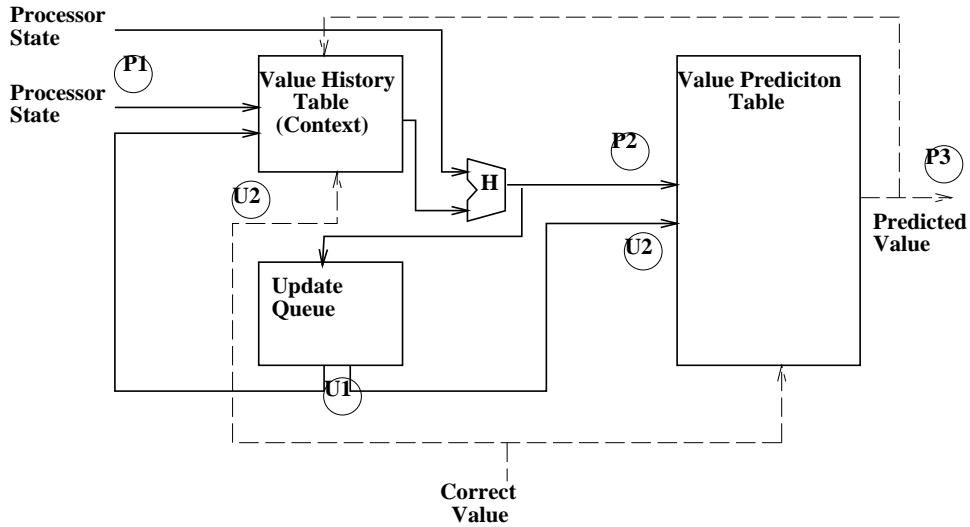 Processor
State
P1
Processor
State
Value History
Table
(Context)
U2
H
P2
Value Prediciton
Table
P3
Predicted
Value
U2
Update
Queue
U1
Correct
Value